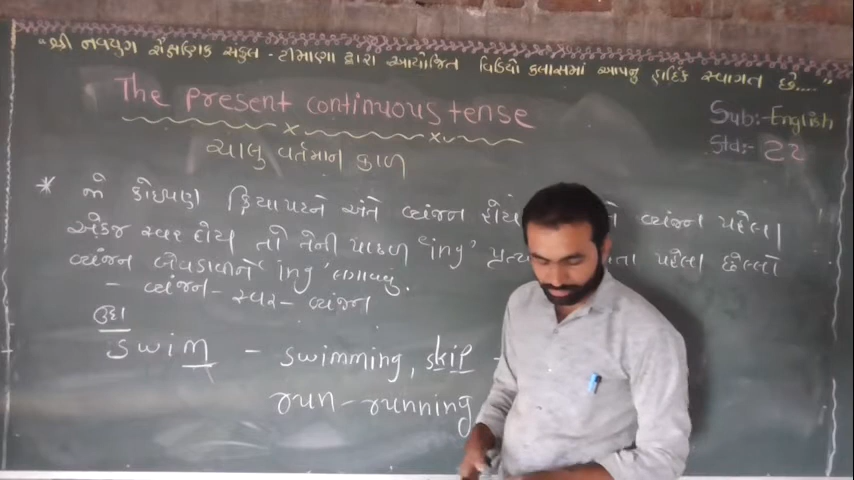 "શ્રી નવયુગ શૈક્ષણિક સંકુલ - ટીમાણા દ્વારા આયોજિત વિડિયો કલાસમાં આપનુ હાર્દિક સ્વાગત છે...."
The present continuous tense
Sub:-English
ચાલુ વર્તમાન કાળ
Std:- 22
* જો કોઇપણ ક્રિયાપદને અંતે વ્યંજન હોય વ્યંજન પહેલા
એકજ સ્વર હોય તો તેની પાછળ 'ing' પહેલા છેલ્લો
વ્યંજન બેવડાવીને 'ing' લગાવવું.
- વ્યંજન - સ્વર - વ્યંજન
ઉદા
swim - swimming, skip -
run - running